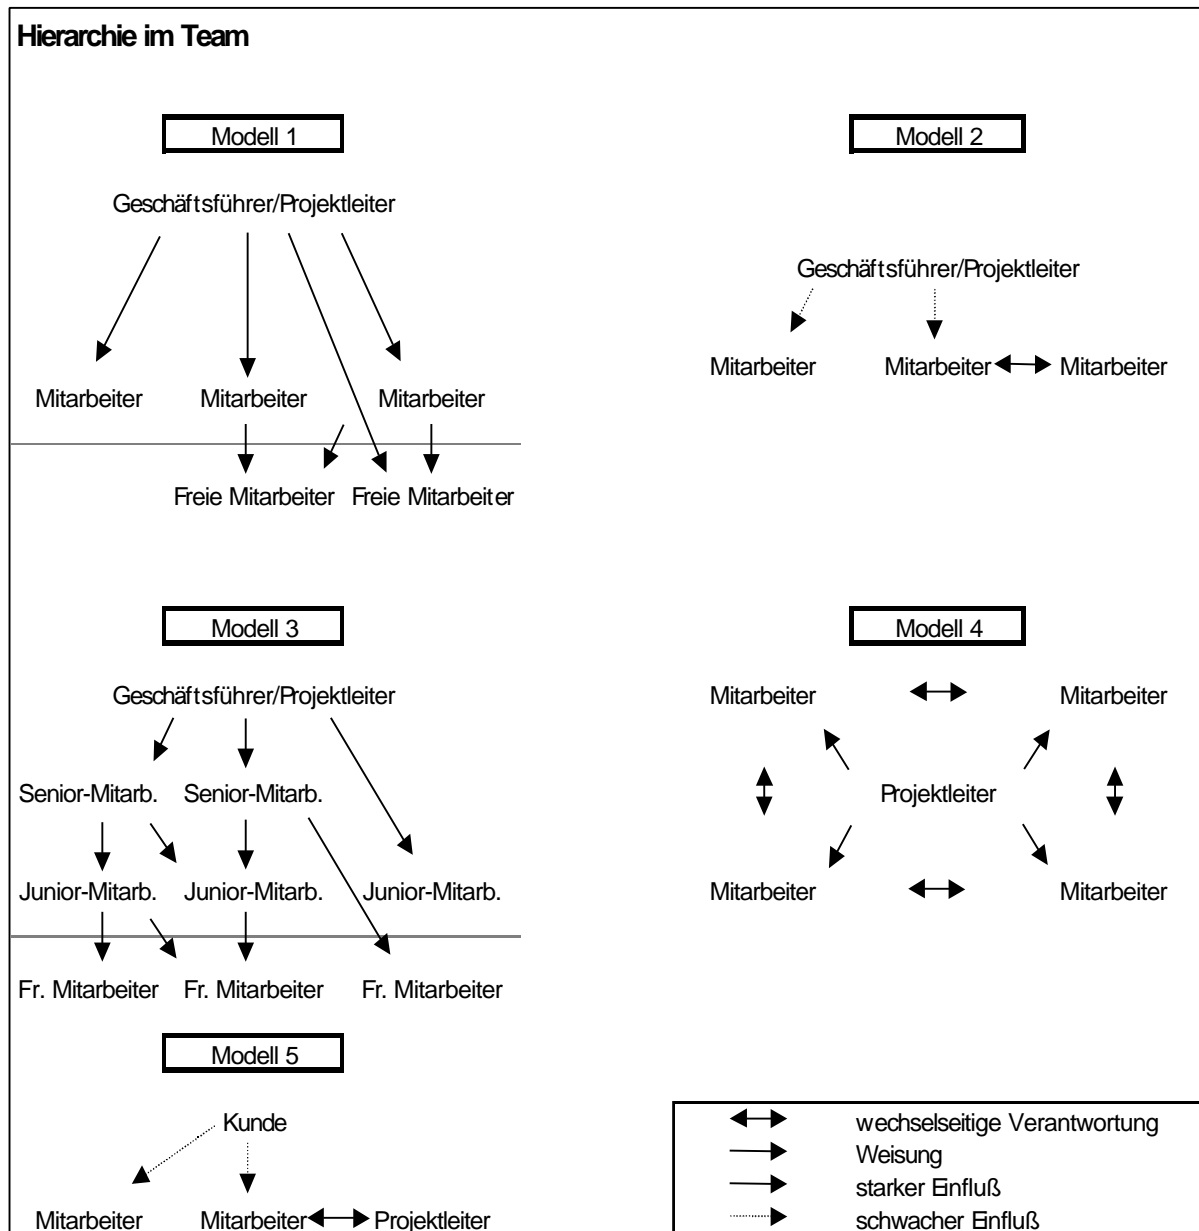 Hierarchie im Team
Modell 1
Geschäftsführer/Projektleiter
Mitarbeiter Mitarbeiter Mitarbeiter
Freie Mitarbeiter Freie Mitarbeiter
Modell 2
Geschäftsführer/Projektleiter
Mitarbeiter Mitarbeiter Mitarbeiter
Modell 3
Geschäftsführer/Projektleiter
Senior-Mitarb. Senior-Mitarb.
Junior-Mitarb. Junior-Mitarb. Junior-Mitarb.
Fr. Mitarbeiter Fr. Mitarbeiter Fr. Mitarbeiter
Modell 4
Mitarbeiter Mitarbeiter
Projektleiter
Mitarbeiter Mitarbeiter
Modell 5
Kunde
Mitarbeiter Mitarbeiter Projektleiter
wechselseitige Verantwortung
Weisung
starker Einfluß
schwacher Einfluß